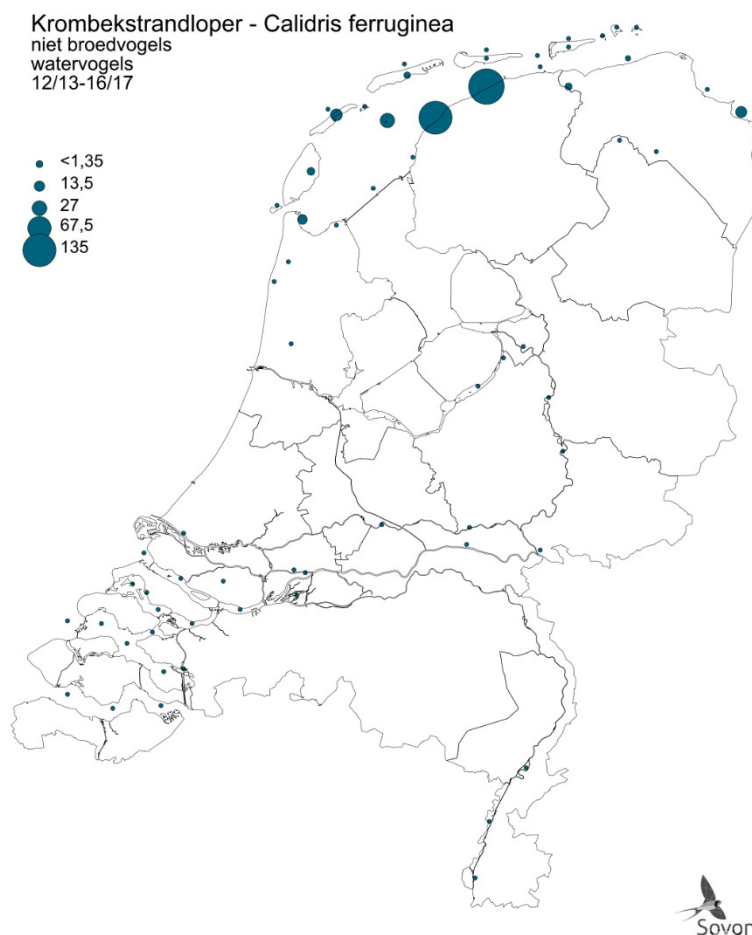 Krombekstrandloper - Calidris ferruginea
niet broedvogels
watervogels
12/13-16/17
<1,35
13,5
27
67,5
135
Sovon